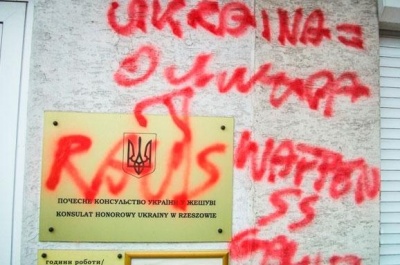 UKRAINA =
RAUS WAFFEN
SS
ПОЧЕСНЕ КОНСУЛЬСТВО УКРАЇНИ ЖЕШУВІ
KONSULAT HONOROWY UKRAINY W RZESZOWIE
години роботи/